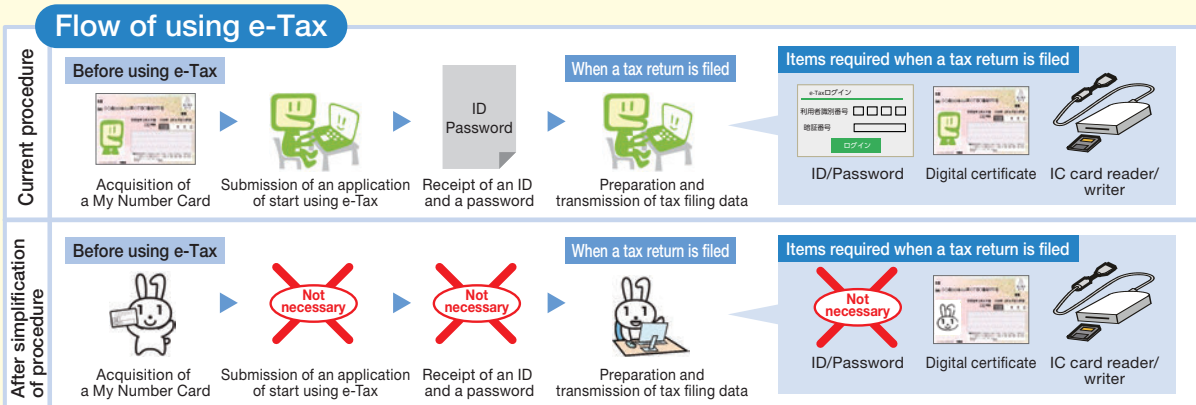 Flow of using e-Tax
Current procedure
Before using e-Tax
Acquisition of
a My Number Card
Submission of an application
of start using e-Tax
ID
Password
Receipt of an ID
and a password
When a tax return is filed
Preparation and
transmission of tax filing data
Items required when a tax return is filed
e-Taxログイン
利用者識別番号
暗証番号
ログイン
ID/Password
Digital certificate
IC card reader/
writer
After simplification
of procedure
Before using e-Tax
Acquisition of
a My Number Card
Not
necessary
Submission of an application
of start using e-Tax
Not
necessary
Receipt of an ID
and a password
When a tax return is filed
Preparation and
transmission of tax filing data
Items required when a tax return is filed
Not
necessary
ID/Password
Digital certificate
IC card reader/
writer